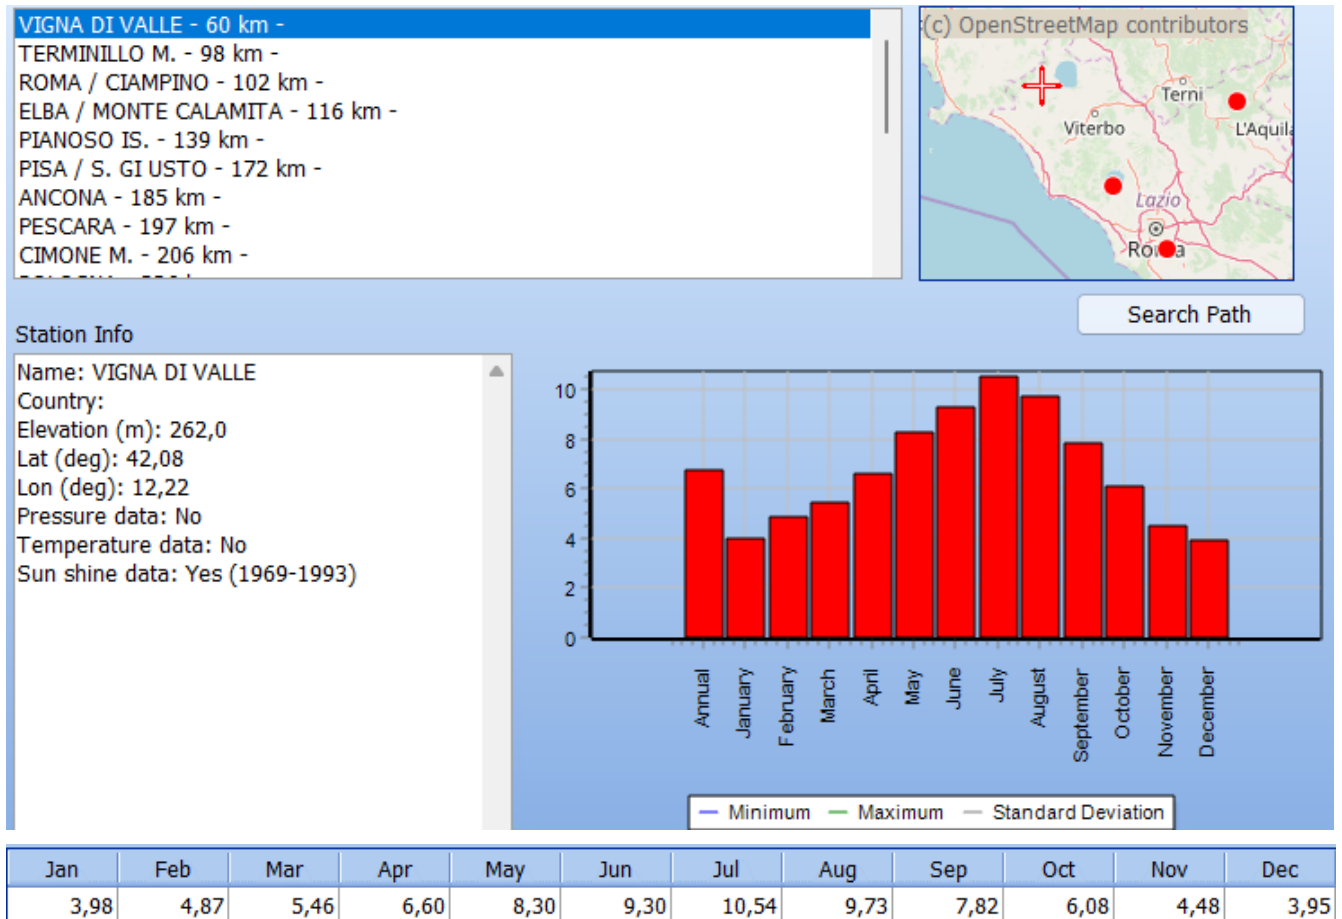 VIGNA DI VALLE - 60 km -
TERMINILLO M. - 98 km -
ROMA / CIAMPINO - 102 km -
ELBA / MONTE CALAMITA - 116 km -
PIANOSO IS. - 139 km -
PISA / S. GI USTO - 172 km -
ANCONA - 185 km -
PESCARA - 197 km -
CIMONE M. - 206 km -
(c) OpenStreetMap contributors
Terni
Viterbo
L'Aquila
Lazio
Roma
Search Path
Station Info
Name: VIGNA DI VALLE
Country:
Elevation (m): 262,0
Lat (deg): 42,08
Lon (deg): 12,22
Pressure data: No
Temperature data: No
Sun shine data: Yes (1969-1993)
10
8
6
4
2
0
Annual
January
February
March
April
May
June
July
August
September
October
November
December
Minimum Maximum Standard Deviation
Jan Feb Mar Apr May Jun Jul Aug Sep Oct Nov Dec
3,98 4,87 5,46 6,60 8,30 9,30 10,54 9,73 7,82 6,08 4,48 3,95